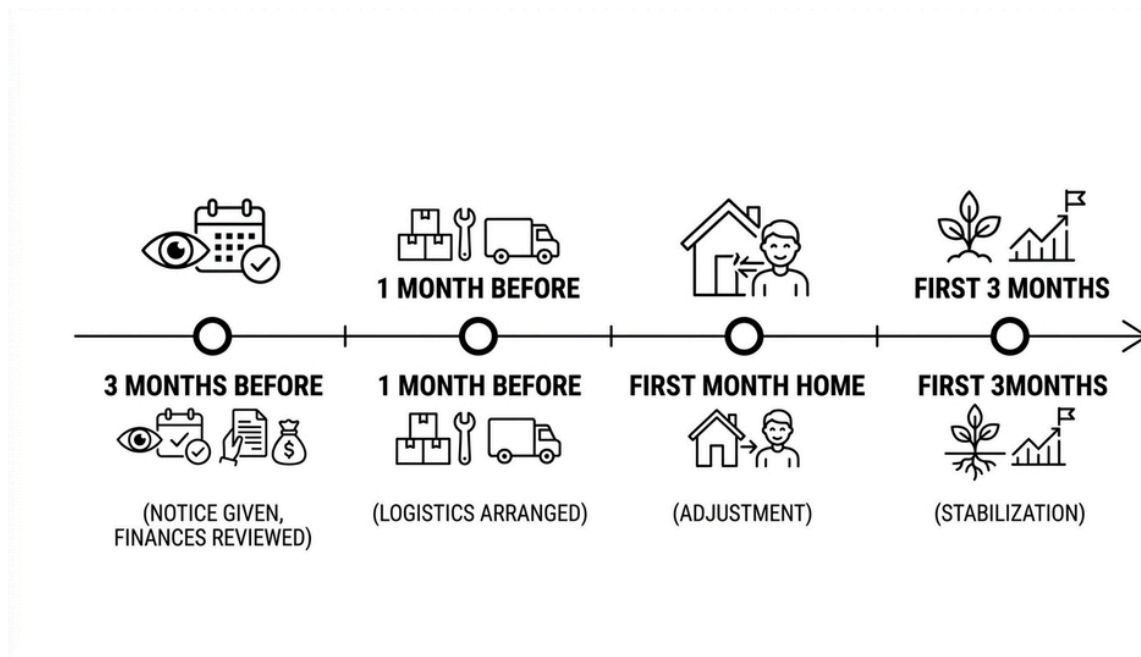 1 MONTH BEFORE
FIRST 3 MONTHS
3 MONTHS BEFORE
1 MONTH BEFORE
FIRST MONTH HOME
FIRST 3MONTHS
$
(NOTICE GIVEN,
FINANCES REVIEWED)
(LOGISTICS ARRANGED)
(ADJUSTMENT)
(STABILIZATION)